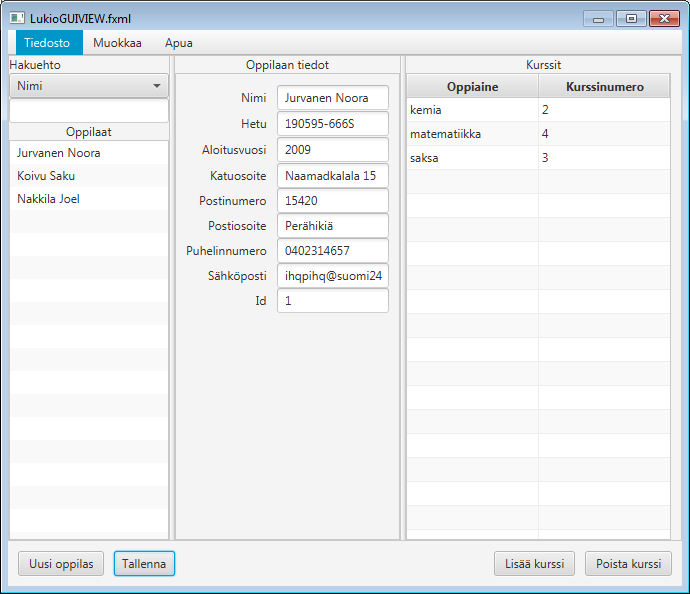 LukioGUIVIEW.fxml
Tiedosto Muokkaa Apua
Hakuehto
Nimi
Oppilaat
Jurvanen Noora
Koivu Saku
Nakkila Joel
Oppilaan tiedot
Nimi Jurvanen Noora
Hetu 190595-666S
Aloitusvuosi 2009
Katuosoite Naamadkalala 15
Postinumero 15420
Postiosoite Perähikiä
Puhelinnumero 0402314657
Sähköposti ihqpihq@suomi24
Id 1
Kurssit
Oppiaine Kurssinumero
kemia 2
matematiikka 4
saksa 3
Uusi oppilas Tallenna Lisää kurssi Poista kurssi